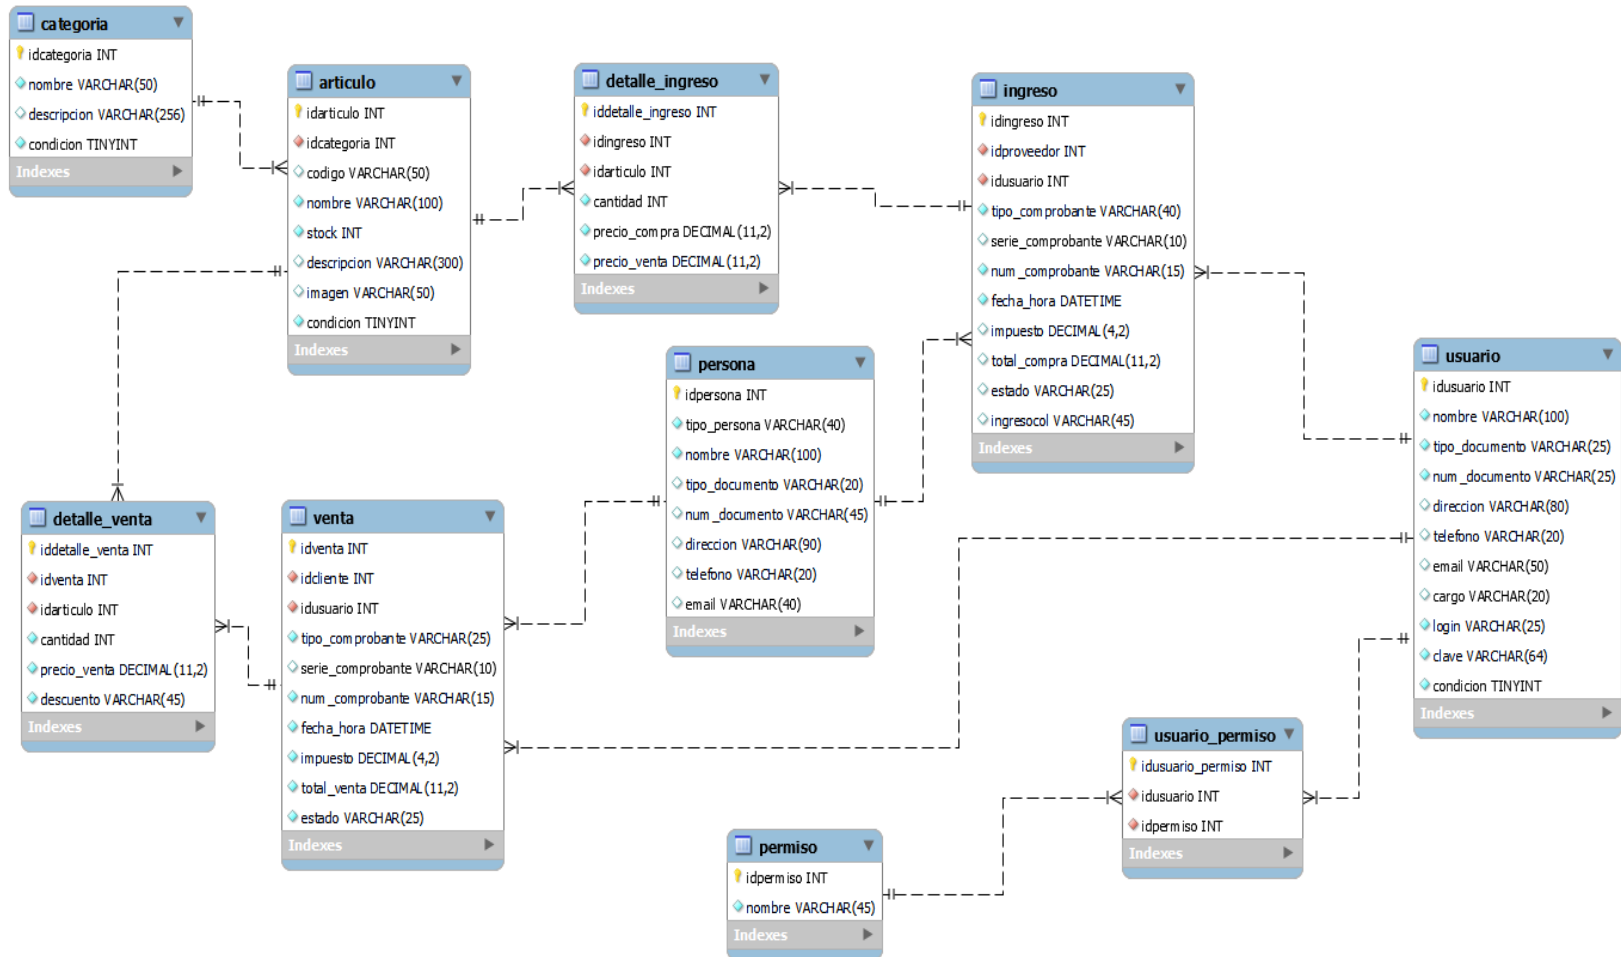 categoria
idcategoria INT
nombre VARCHAR(50)
descripcion VARCHAR(256)
condicion TINYINT
Indexes
articulo
idarticulo INT
idcategoria INT
codigo VARCHAR(50)
nombre VARCHAR(100)
stock INT
descripcion VARCHAR(300)
imagen VARCHAR(50)
condicion TINYINT
Indexes
detalle_ingreso
iddetalle_ingreso INT
idingreso INT
idarticulo INT
cantidad INT
precio_compra DECIMAL(11,2)
precio_venta DECIMAL(11,2)
Indexes
ingreso
idingreso INT
idproveedor INT
idusuario INT
tipo_comprobante VARCHAR(40)
serie_comprobante VARCHAR(10)
num_comprobante VARCHAR(15)
fecha_hora DATETIME
impuesto DECIMAL(4,2)
total_compra DECIMAL(11,2)
estado VARCHAR(25)
ingresocol VARCHAR(45)
Indexes
persona
idpersona INT
tipo_persona VARCHAR(40)
nombre VARCHAR(100)
tipo_documento VARCHAR(20)
num_documento VARCHAR(45)
direccion VARCHAR(90)
telefono VARCHAR(20)
email VARCHAR(40)
Indexes
usuario
idusuario INT
nombre VARCHAR(100)
tipo_documento VARCHAR(25)
num_documento VARCHAR(25)
direccion VARCHAR(80)
telefono VARCHAR(20)
email VARCHAR(50)
cargo VARCHAR(20)
login VARCHAR(25)
clave VARCHAR(64)
condicion TINYINT
Indexes
detalle_venta
iddetalle_venta INT
idventa INT
idarticulo INT
cantidad INT
precio_venta DECIMAL(11,2)
descuento VARCHAR(45)
Indexes
venta
idventa INT
idcliente INT
idusuario INT
tipo_comprobante VARCHAR(25)
serie_comprobante VARCHAR(10)
num_comprobante VARCHAR(15)
fecha_hora DATETIME
impuesto DECIMAL(4,2)
total_venta DECIMAL(11,2)
estado VARCHAR(25)
Indexes
usuario_permiso
idusuario_permiso INT
idusuario INT
idpermiso INT
Indexes
permiso
idpermiso INT
nombre VARCHAR(45)
Indexes